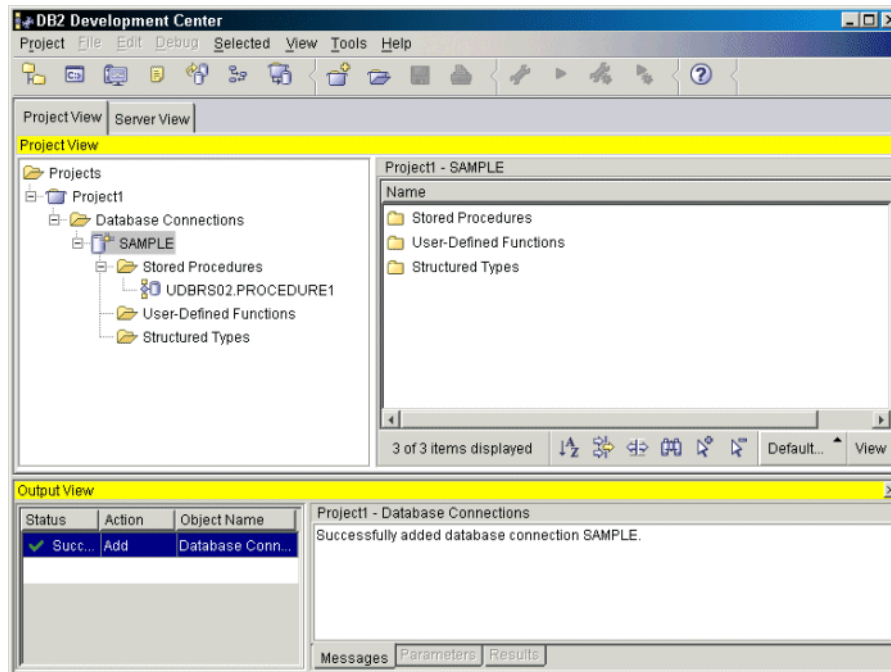 DB2 Development Center
Project File Edit Debug Selected View Tools Help
Project View Server View
Project View
Projects
Project1
Database Connections
SAMPLE
Stored Procedures
UDBRS02.PROCEDURE1
User-Defined Functions
Structured Types
Project1 - SAMPLE
Name
Stored Procedures
User-Defined Functions
Structured Types
3 of 3 items displayed
Default...
View
Output View
Status Action Object Name
Succ... Add Database Conn...
Project1 - Database Connections
Successfully added database connection SAMPLE.
Messages Parameters Results